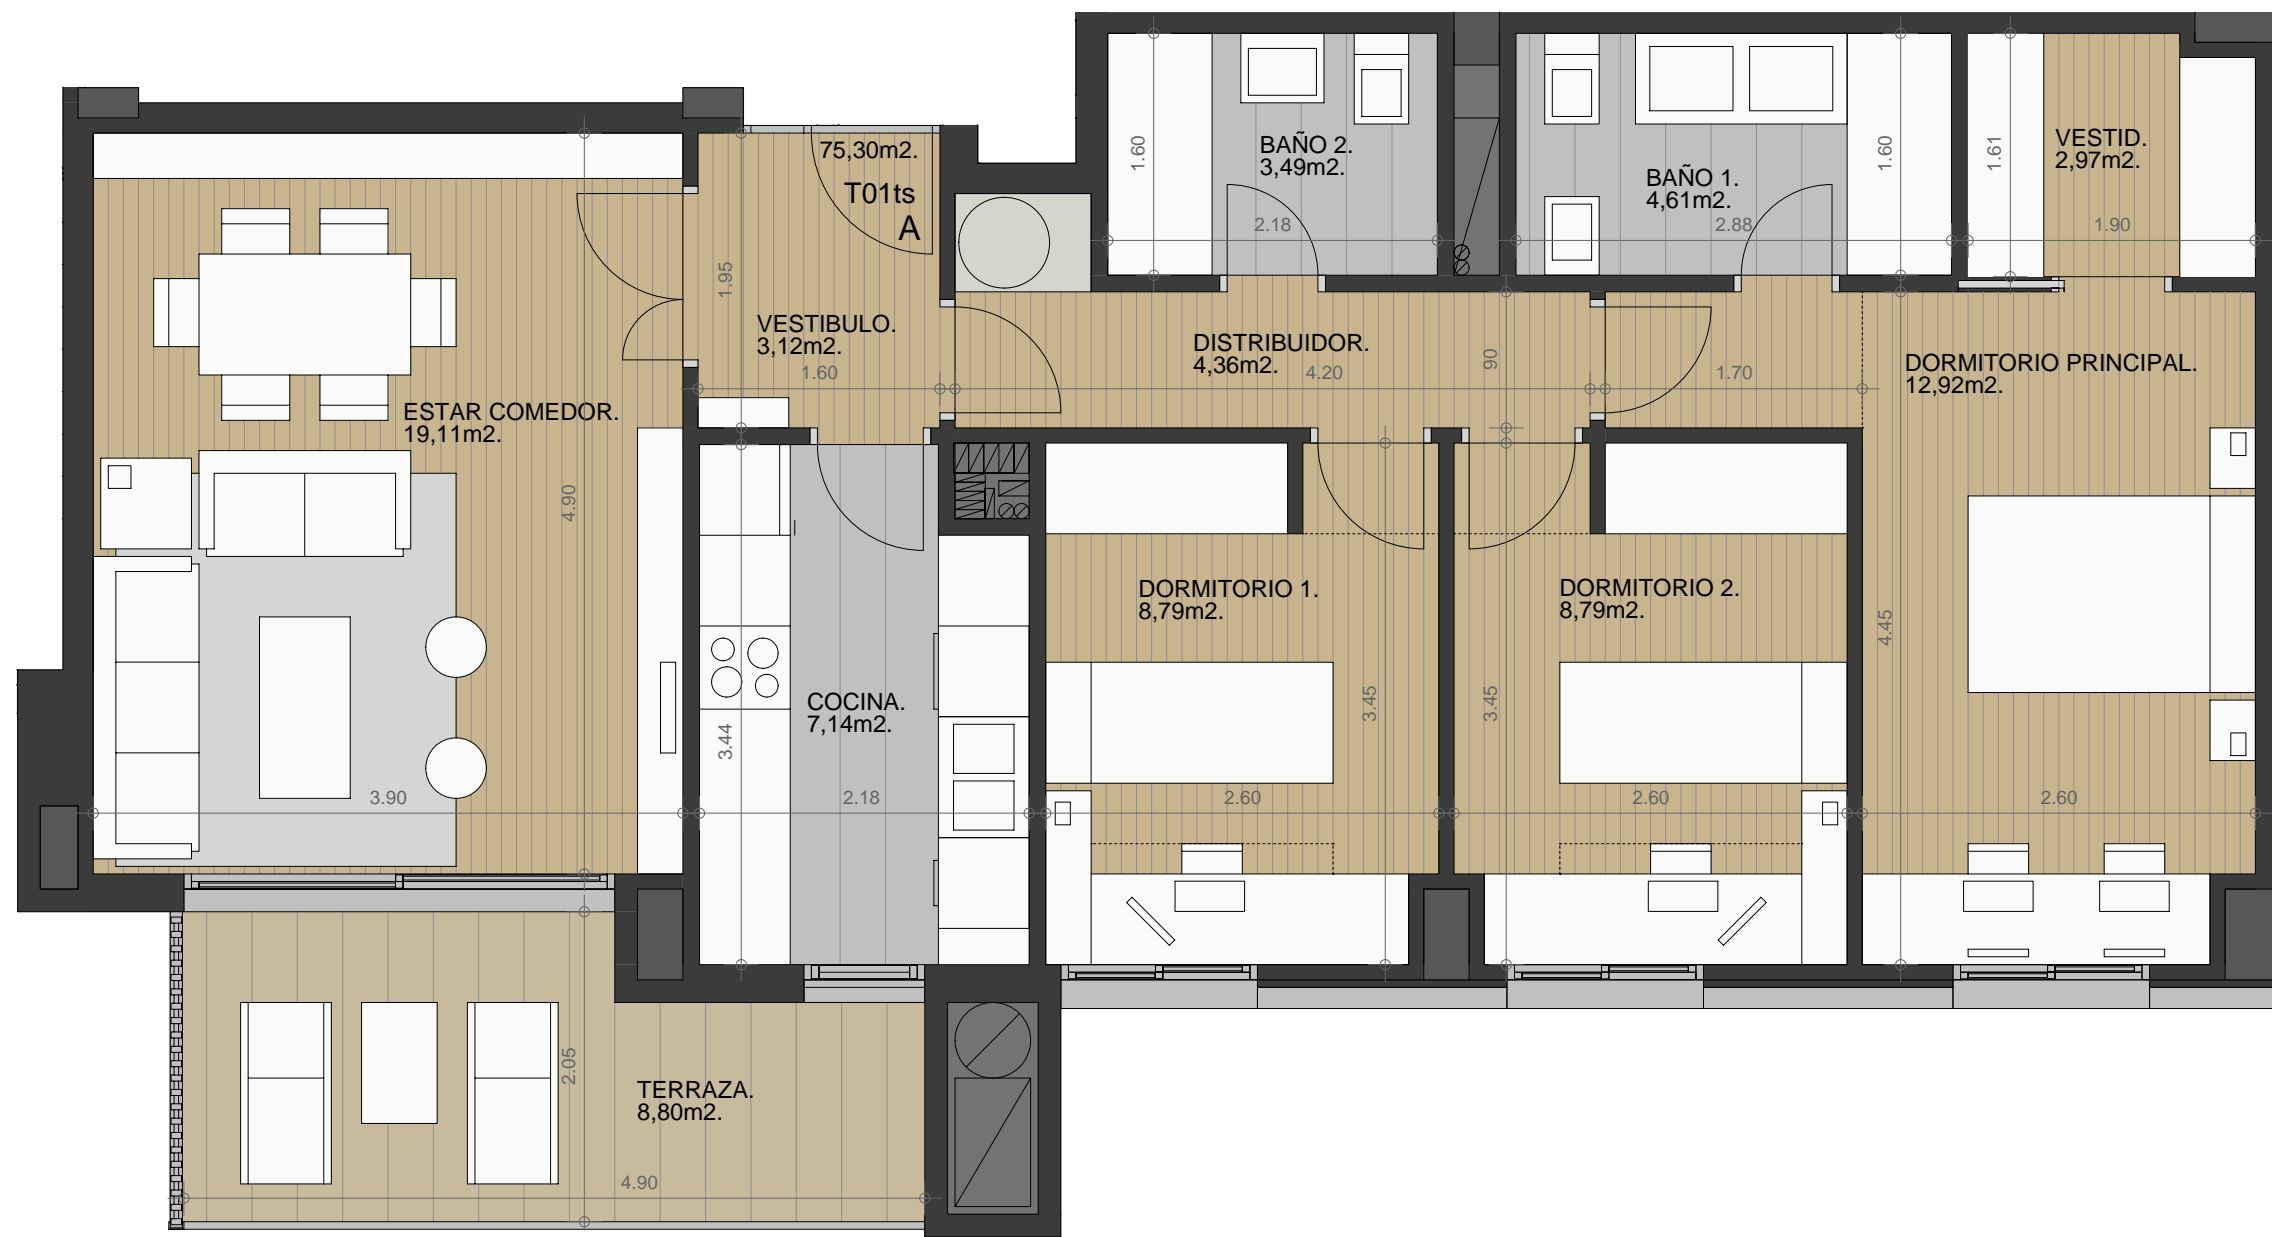 75,30m2.
T01ts
A
BAÑO 2.
3,49m2.
1.60
2.18
BAÑO 1.
4,61m2.
2.88
1.60
VESTID.
2,97m2.
1.61
1.90
1.95
VESTIBULO.
3,12m2.
1.60
DISTRIBUIDOR.
4,36m2.
4.20
90
1.70
DORMITORIO PRINCIPAL.
12,92m2.
ESTAR COMEDOR.
19,11m2.
4.90
3.90
COCINA.
7,14m2.
3.44
2.18
DORMITORIO 1.
8,79m2.
3.45
2.60
DORMITORIO 2.
8,79m2.
3.45
2.60
4.45
2.60
TERRAZA.
8,80m2.
2.05
4.90